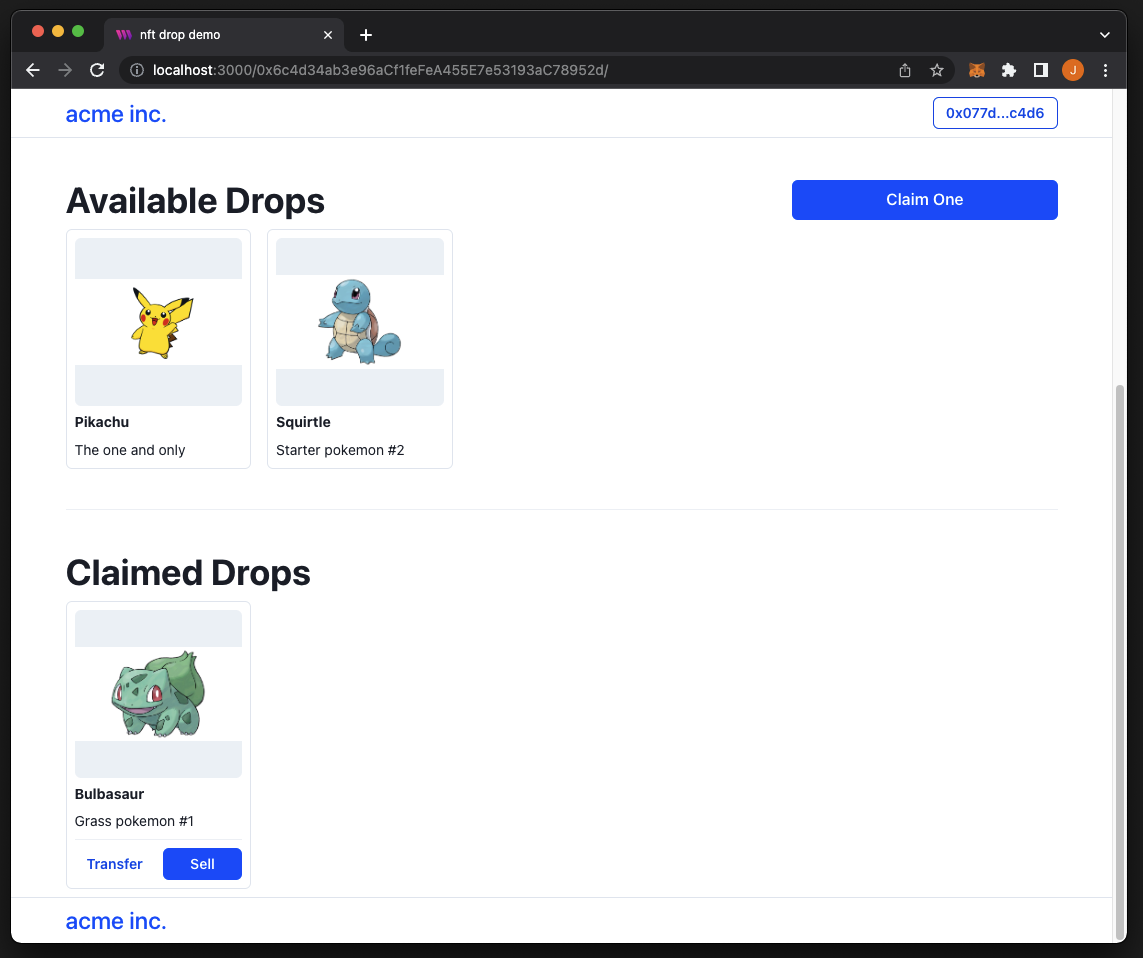 nft drop demo
localhost:3000/0x6c4d34ab3e96aCf1feFeA455E7e53193aC78952d/
J
acme inc.
0x077d...c4d6
Available Drops
Claim One
Pikachu
The one and only
Squirtle
Starter pokemon #2
Claimed Drops
Bulbasaur
Grass pokemon #1
Transfer
Sell
acme inc.